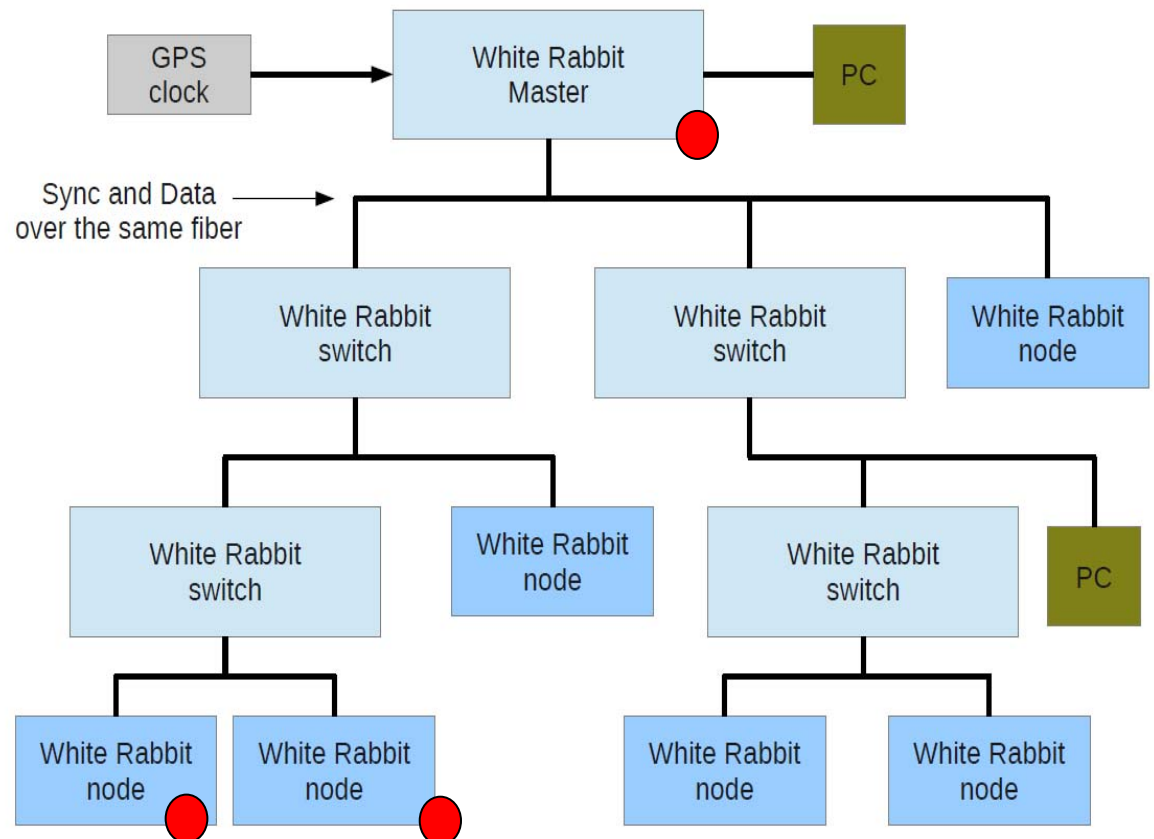 GPS
clock
White Rabbit
Master
PC
Sync and Data
over the same fiber
White Rabbit
switch
White Rabbit
switch
White Rabbit
node
White Rabbit
switch
White Rabbit
node
White Rabbit
switch
PC
White Rabbit
node
White Rabbit
node
White Rabbit
node
White Rabbit
node